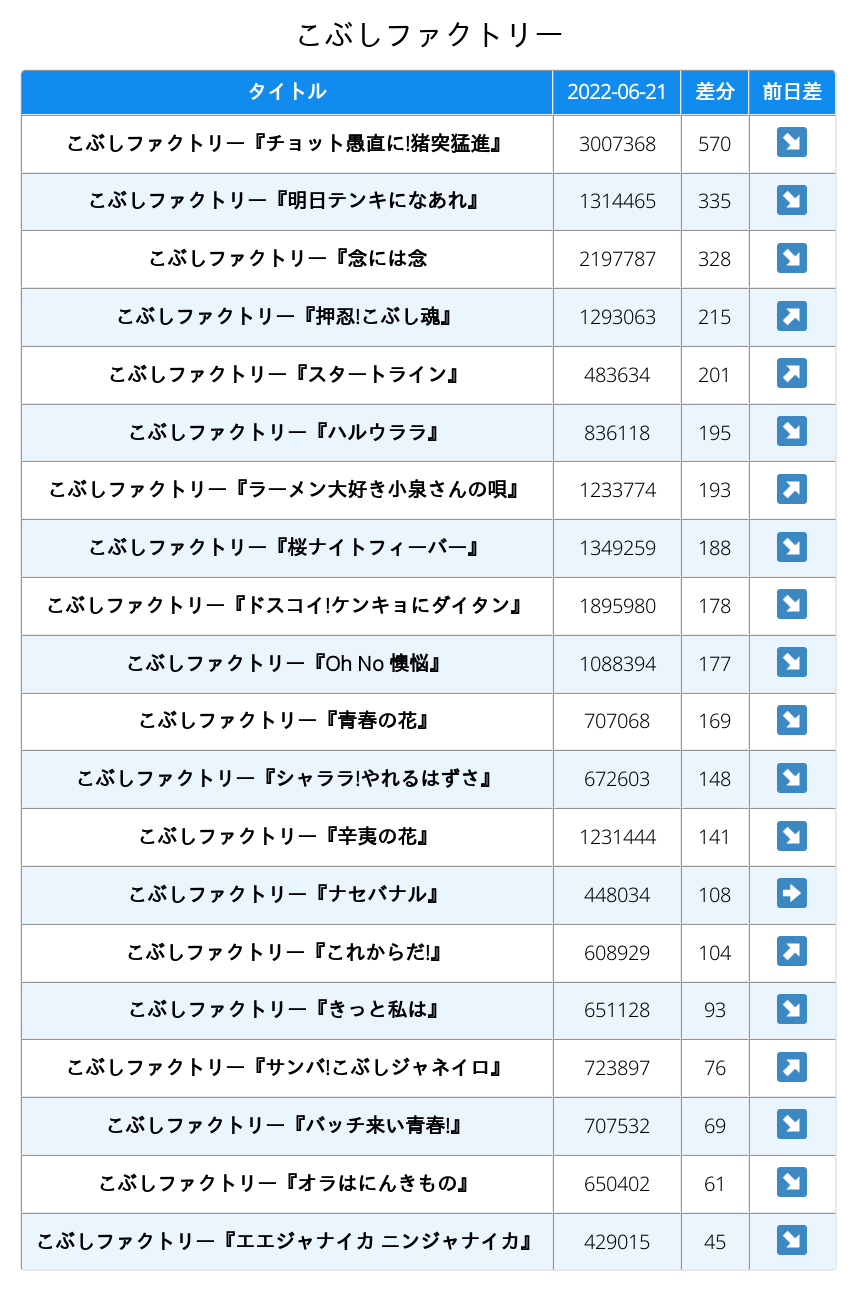 こぶしファクトリー
タイトル 2022-06-21 差分 前日差
こぶしファクトリー『チョット愚直に!猪突猛進』 3007368 570 ↘
こぶしファクトリー『明日テンキになあれ』 1314465 335 ↘
こぶしファクトリー『念には念 2197787 328 ↘
こぶしファクトリー『押忍!こぶし魂』 1293063 215 ↗
こぶしファクトリー『スタートライン』 483634 201 ↗
こぶしファクトリー『ハルウララ』 836118 195 ↘
こぶしファクトリー『ラーメン大好き小泉さんの唄』 1233774 193 ↗
こぶしファクトリー『桜ナイトフィーバー』 1349259 188 ↘
こぶしファクトリー『ドスコイ!ケンキョにダイタン』 1895980 178 ↘
こぶしファクトリー『Oh No 懊悩』 1088394 177 ↘
こぶしファクトリー『青春の花』 707068 169 ↘
こぶしファクトリー『シャララ!やれるはずさ』 672603 148 ↘
こぶしファクトリー『辛夷の花』 1231444 141 ↘
こぶしファクトリー『ナセバナル』 448034 108 →
こぶしファクトリー『これからだ!』 608929 104 ↗
こぶしファクトリー『きっと私は』 651128 93 ↘
こぶしファクトリー『サンバ!こぶしジャネイロ』 723897 76 ↗
こぶしファクトリー『バッチ来い青春!』 707532 69 ↘
こぶしファクトリー『オラはにんきもの』 650402 61 ↘
こぶしファクトリー『エエジャナイカ ニンジャナイカ』 429015 45 ↘